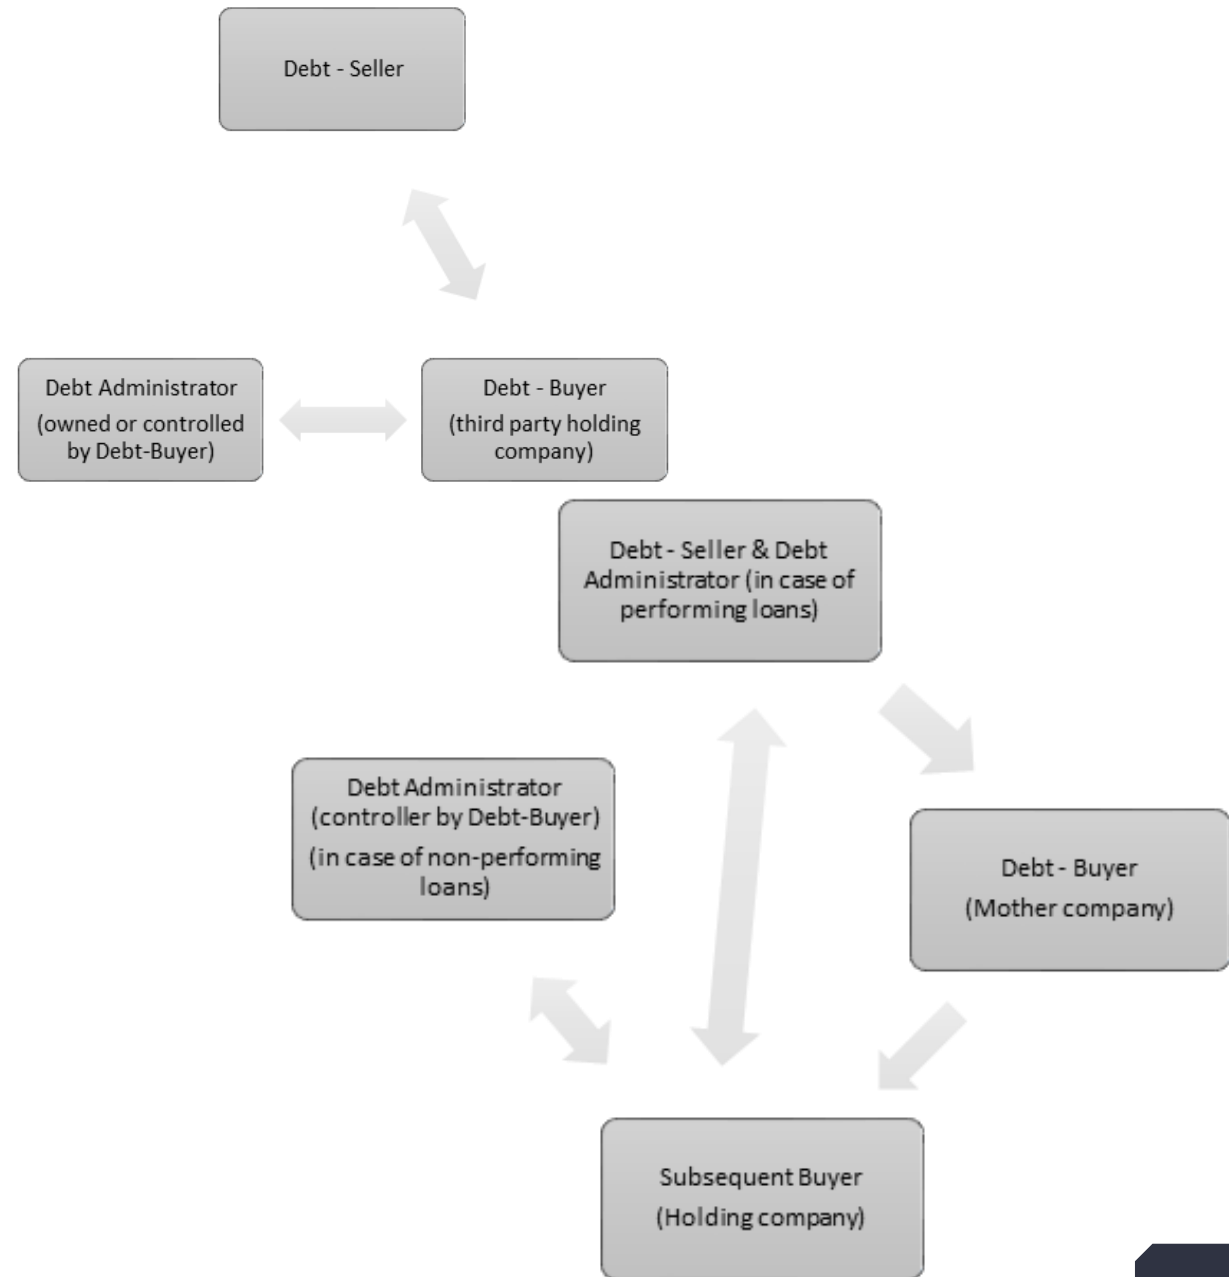 Debt - Seller
Debt Administrator
(owned or controlled
by Debt-Buyer)
Debt - Buyer
(third party holding
company)
Debt - Seller & Debt
Administrator (in case of
performing loans)
Debt Administrator
(controller by Debt-Buyer)
(in case of non-performing
loans)
Debt - Buyer
(Mother company)
Subsequent Buyer
(Holding company)